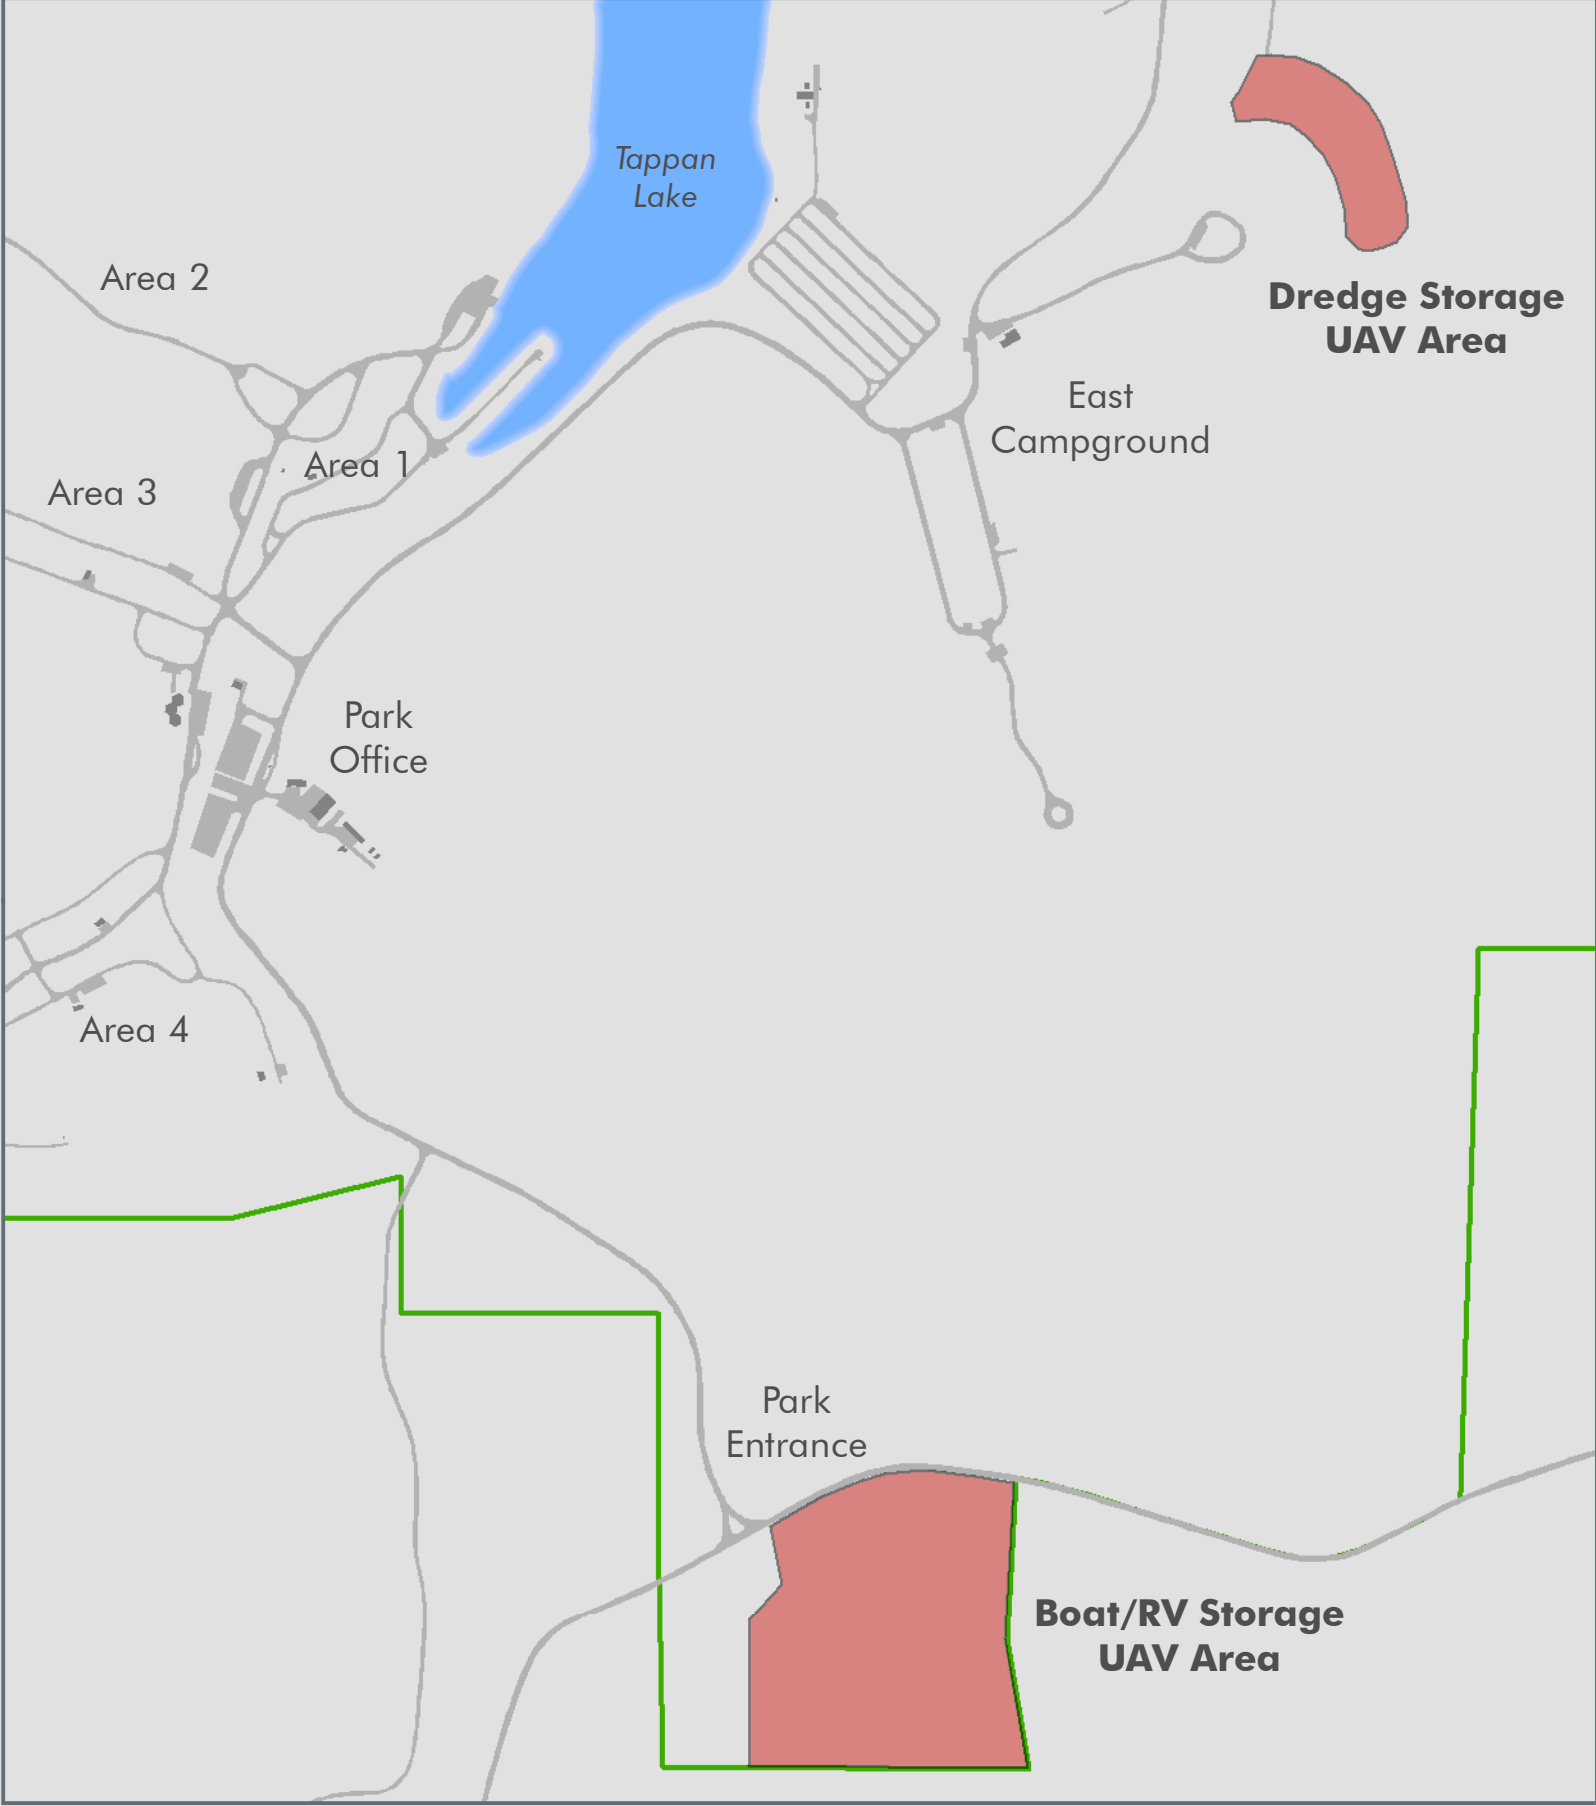 Tappan
Lake
Area 2
Dredge Storage
UAV Area
East
Campground
Area 1
Area 3
Park
Office
Area 4
Park
Entrance
Boat/RV Storage
UAV Area